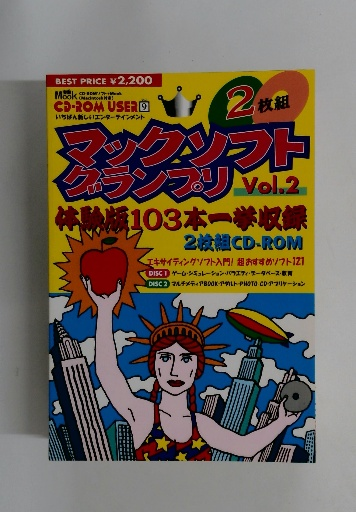 BEST PRICE ¥2,200
Mook
CD-ROM USER 9
いちばん新しいエンターテインメント
2枚組
マックソフト
グランプリ Vol.2
体験版103本一挙収録
2枚組CD-ROM
エキサイティングソフト入門! 超おすすめソフト121
DISC 1 ゲーム・シミュレーション・バラエティ・データベース・教育
DISC 2 マルチメディアBOOK・アダルト・PHOTO CD・アプリケーション